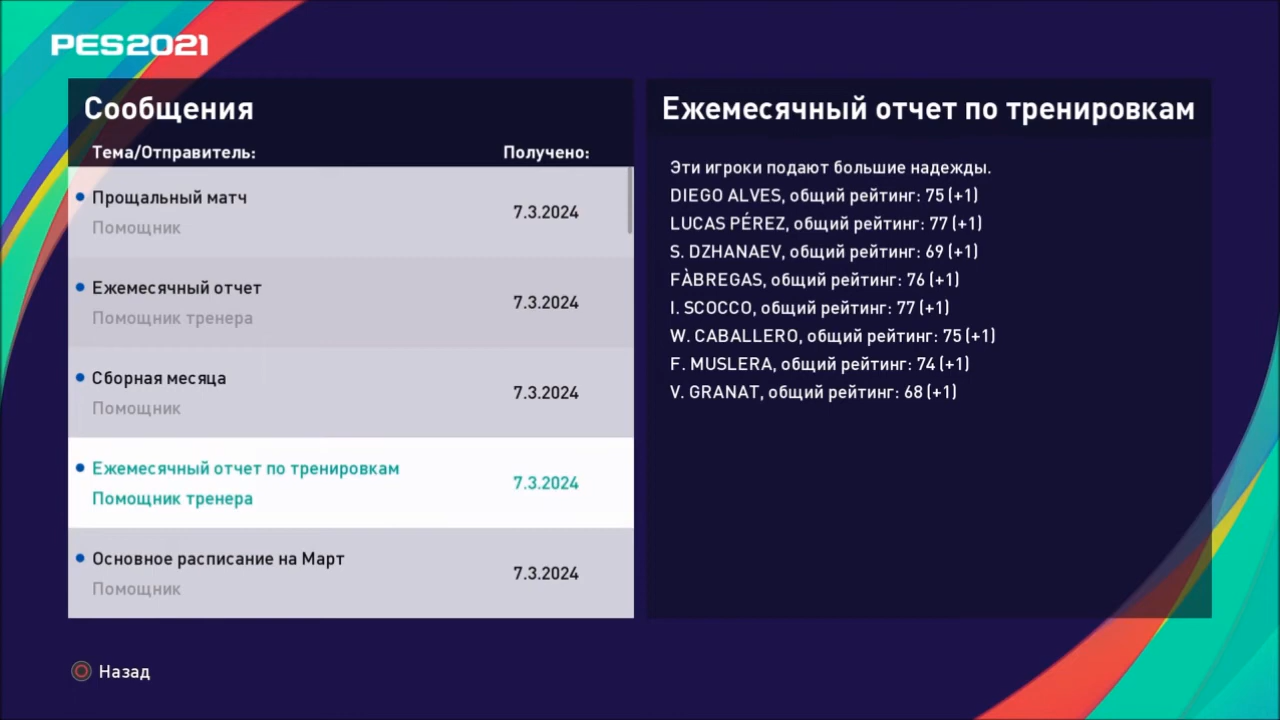 PES2021
Сообщения
Тема/Отправитель: Получено:
Прощальный матч
Помощник
7.3.2024
Ежемесячный отчет
Помощник тренера
7.3.2024
Сборная месяца
Помощник
7.3.2024
Ежемесячный отчет по тренировкам
Помощник тренера
7.3.2024
Основное расписание на Март
Помощник
7.3.2024
Ежемесячный отчет по тренировкам
Эти игроки подают большие надежды.
DIEGO ALVES, общий рейтинг: 75 (+1)
LUCAS PÉREZ, общий рейтинг: 77 (+1)
S. DZHANAEV, общий рейтинг: 69 (+1)
FÀBREGAS, общий рейтинг: 76 (+1)
I. SCOCCO, общий рейтинг: 77 (+1)
W. CABALLERO, общий рейтинг: 75 (+1)
F. MUSLERA, общий рейтинг: 74 (+1)
V. GRANAT, общий рейтинг: 68 (+1)
Назад